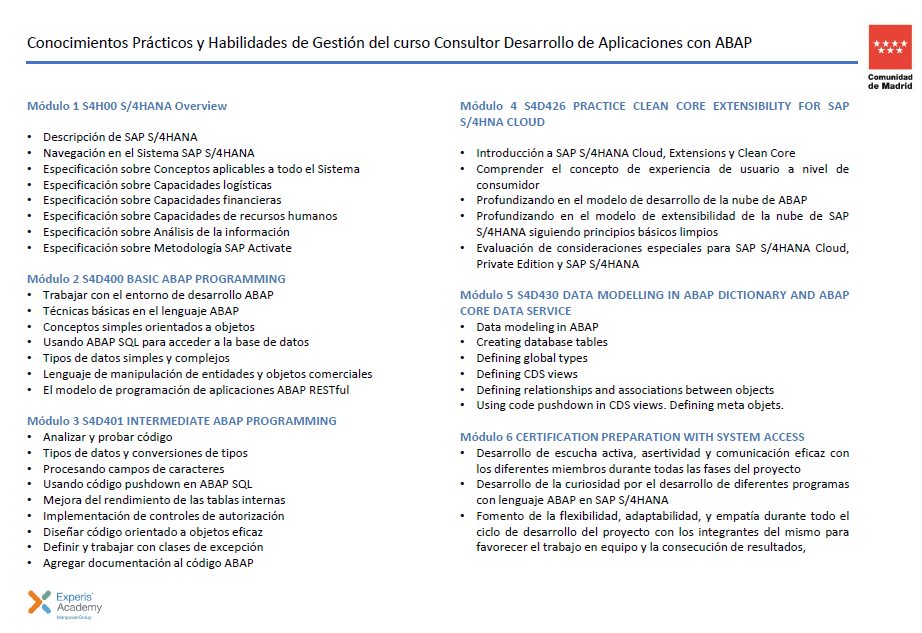 Conocimientos Prácticos y Habilidades de Gestión del curso Consultor Desarrollo de Aplicaciones con ABAP
Comunidad
de Madrid
Módulo 1 S4H00 S/4HANA Overview
• Descripción de SAP S/4HANA
• Navegación en el Sistema SAP S/4HANA
• Especificación sobre Conceptos aplicables a todo el Sistema
• Especificación sobre Capacidades logísticas
• Especificación sobre Capacidades financieras
• Especificación sobre Capacidades de recursos humanos
• Especificación sobre Análisis de la información
• Especificación sobre Metodología SAP Activate
Módulo 2 S4D400 BASIC ABAP PROGRAMMING
• Trabajar con el entorno de desarrollo ABAP
• Técnicas básicas en el lenguaje ABAP
• Conceptos simples orientados a objetos
• Usando ABAP SQL para acceder a la base de datos
• Tipos de datos simples y complejos
• Lenguaje de manipulación de entidades y objetos comerciales
• El modelo de programación de aplicaciones ABAP RESTful
Módulo 3 S4D401 INTERMEDIATE ABAP PROGRAMMING
• Analizar y probar código
• Tipos de datos y conversiones de tipos
• Procesando campos de caracteres
• Usando código pushdown en ABAP SQL
• Mejora del rendimiento de las tablas internas
• Implementación de controles de autorización
• Diseñar código orientado a objetos eficaz
• Definir y trabajar con clases de excepción
• Agregar documentación al código ABAP
Módulo 4 S4D426 PRACTICE CLEAN CORE EXTENSIBILITY FOR SAP
S/4HNA CLOUD
• Introducción a SAP S/4HANA Cloud, Extensions y Clean Core
• Comprender el concepto de experiencia de usuario a nivel de
consumidor
• Profundizando en el modelo de desarrollo de la nube de ABAP
• Profundizando en el modelo de extensibilidad de la nube de SAP
S/4HANA siguiendo principios básicos limpios
• Evaluación de consideraciones especiales para SAP S/4HANA Cloud,
Private Edition y SAP S/4HANA
Módulo 5 S4D430 DATA MODELLING IN ABAP DICTIONARY AND ABAP
CORE DATA SERVICE
• Data modeling in ABAP
• Creating database tables
• Defining global types
• Defining CDS views
• Defining relationships and associations between objects
• Using code pushdown in CDS views. Defining meta objets.
Módulo 6 CERTIFICATION PREPARATION WITH SYSTEM ACCESS
• Desarrollo de escucha activa, asertividad y comunicación eficaz con
los diferentes miembros durante todas las fases del proyecto
• Desarrollo de la curiosidad por el desarrollo de diferentes programas
con lenguaje ABAP en SAP S/4HANA
• Fomento de la flexibilidad, adaptabilidad, y empatía durante todo el
ciclo de desarrollo del proyecto con los integrantes del mismo para
favorecer el trabajo en equipo y la consecución de resultados,
Experis
Academy
ManpowerGroup